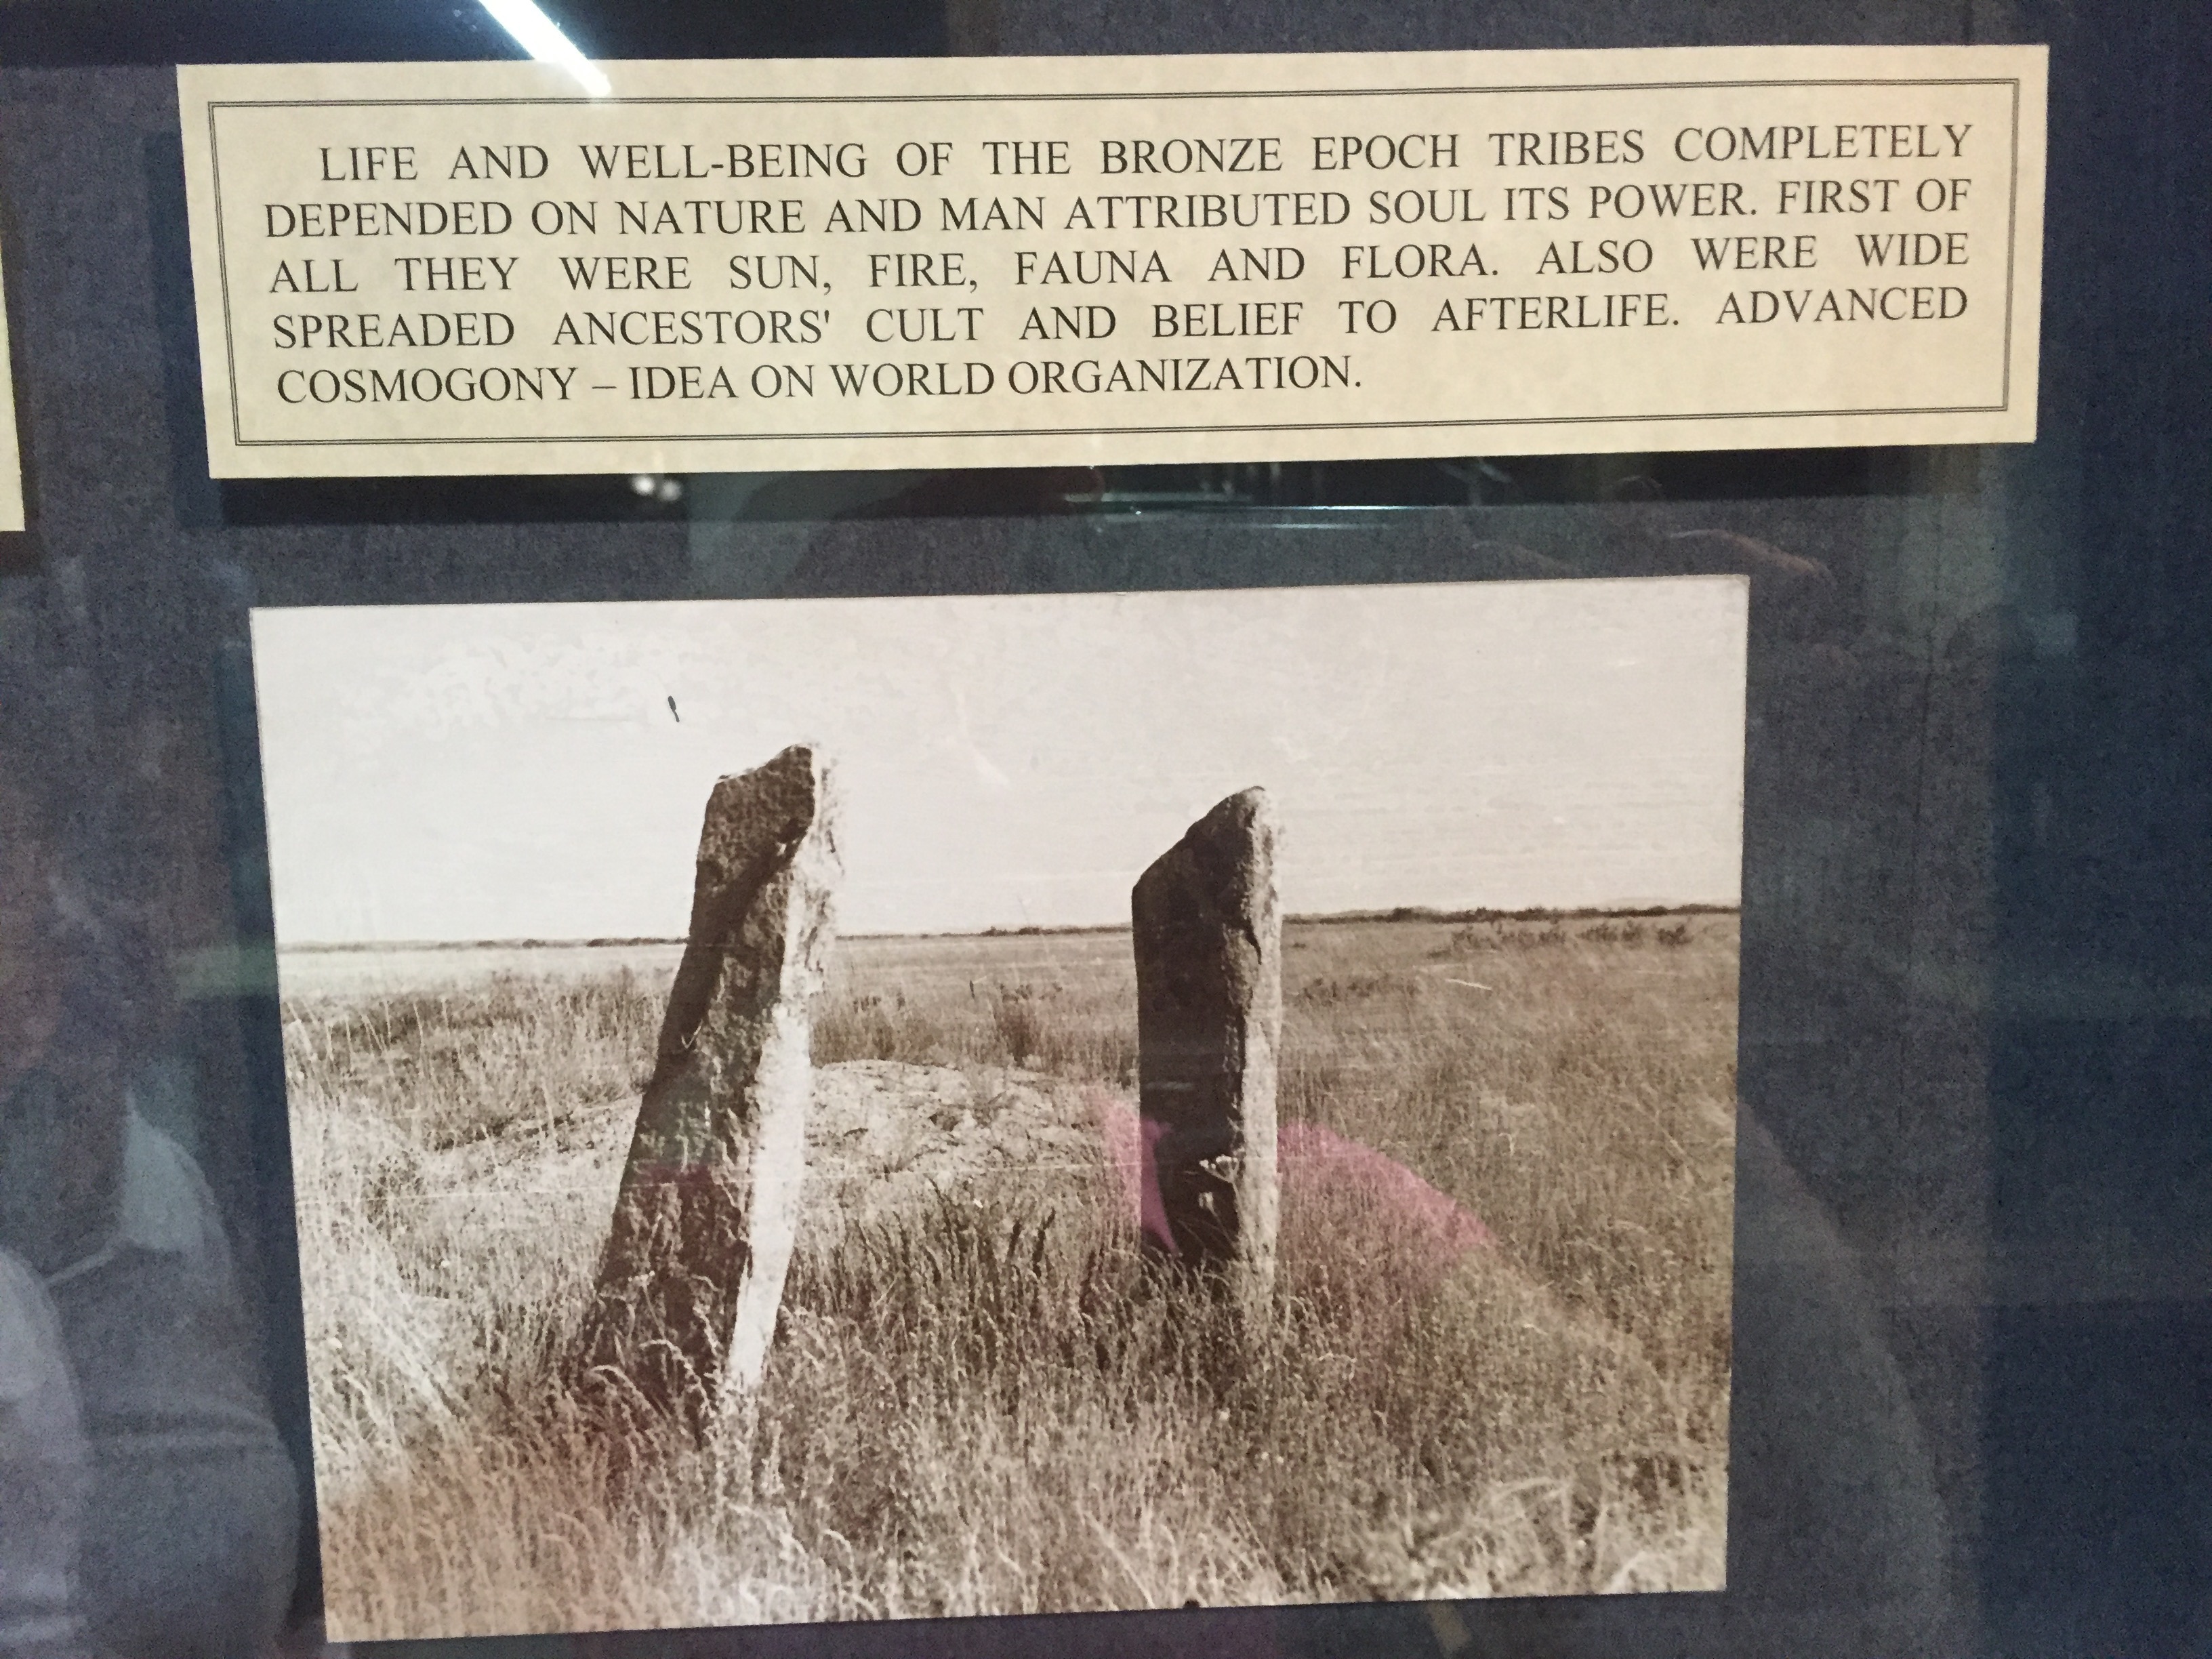 LIFE AND WELL-BEING OF THE BRONZE EPOCH TRIBES COMPLETELY
DEPENDED ON NATURE AND MAN ATTRIBUTED SOUL ITS POWER. FIRST OF
ALL THEY WERE SUN, FIRE, FAUNA AND FLORA. ALSO WERE WIDE
SPREADED ANCESTORS' CULT AND BELIEF TO AFTERLIFE. ADVANCED
COSMOGONY – IDEA ON WORLD ORGANIZATION.